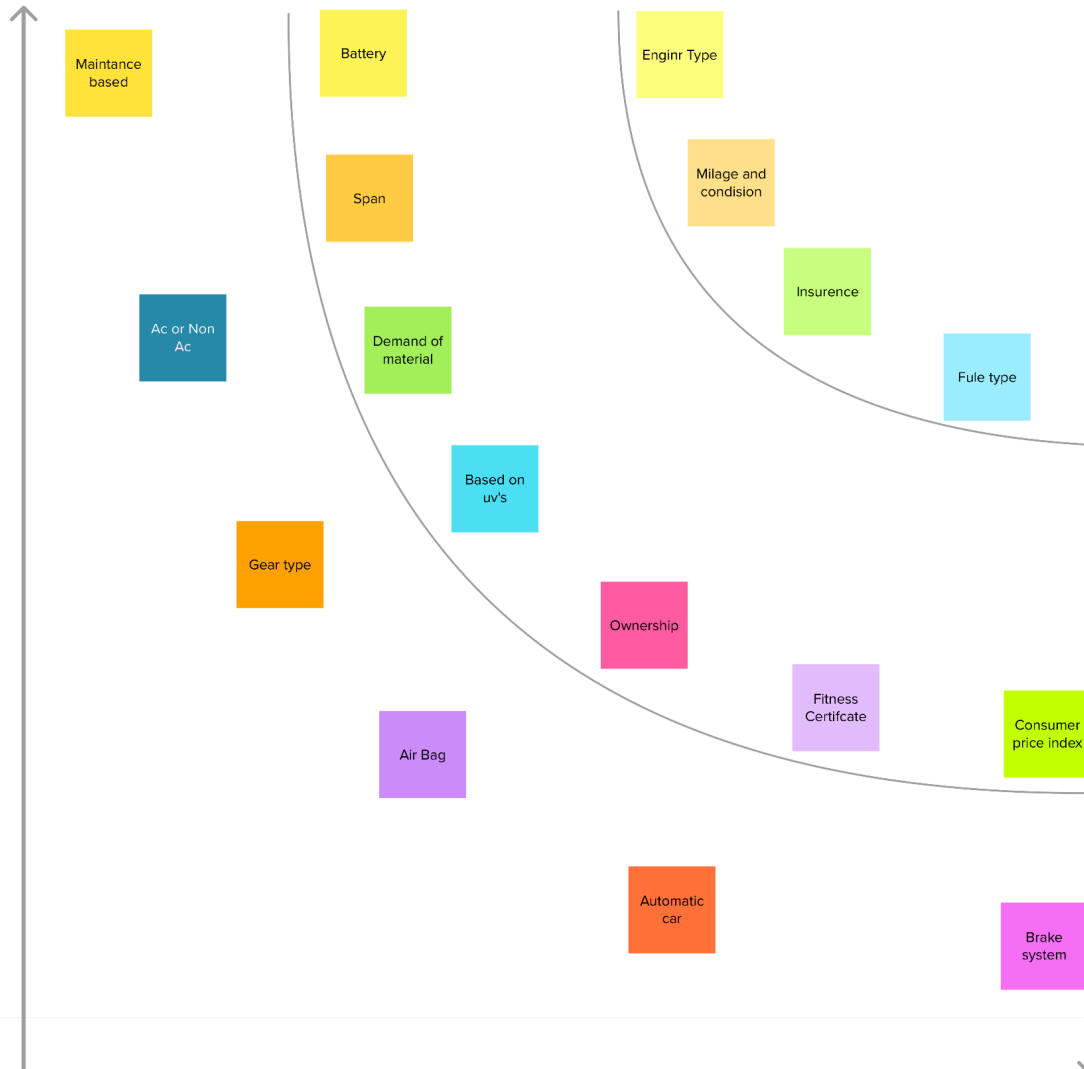 Maintance
based
Battery
Enginr Type
Milage and
condision
Span
Insurence
Ac or Non
Ac
Demand of
material
Fule type
Based on
uv's
Gear type
Ownership
Fitness
Certifcate
Consumer
price index
Air Bag
Automatic
car
Brake
system